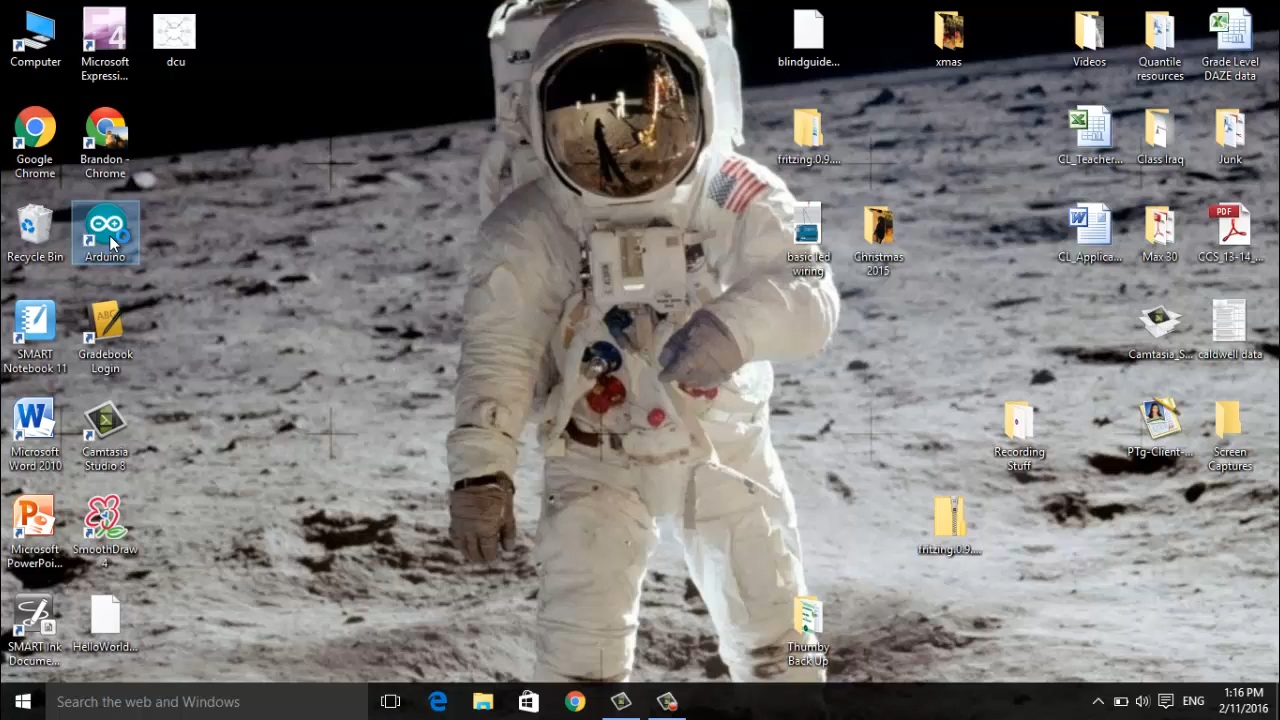 Computer
Microsoft
Expressi...
4
dcu
Google
Chrome
Brandon -
Chrome
Recycle Bin
Arduino
SMART
Notebook 11
ABC
Gradebook
Login
W
Microsoft
Word 2010
Camtasia
Studio 8
P
Microsoft
PowerPoi...
SmoothDraw
4
SMART Ink
Docume...
HelloWorld...
blindguide...
xmas
fritzing.0.9....
basic led
wiring
Christmas
2015
Videos
Quantile
resources
Grade Level
DAZE data
CL_Teacher...
Class Iraq
Junk
W
CL_Applica...
Max 30
PDF
CCS_13-14_...
Camtasia_S...
caldwell data
Recording
Stuff
PTg-Client-...
Screen
Captures
fritzing.0.9....
Thumby
Back Up
Search the web and Windows
ENG
1:16 PM
2/11/2016